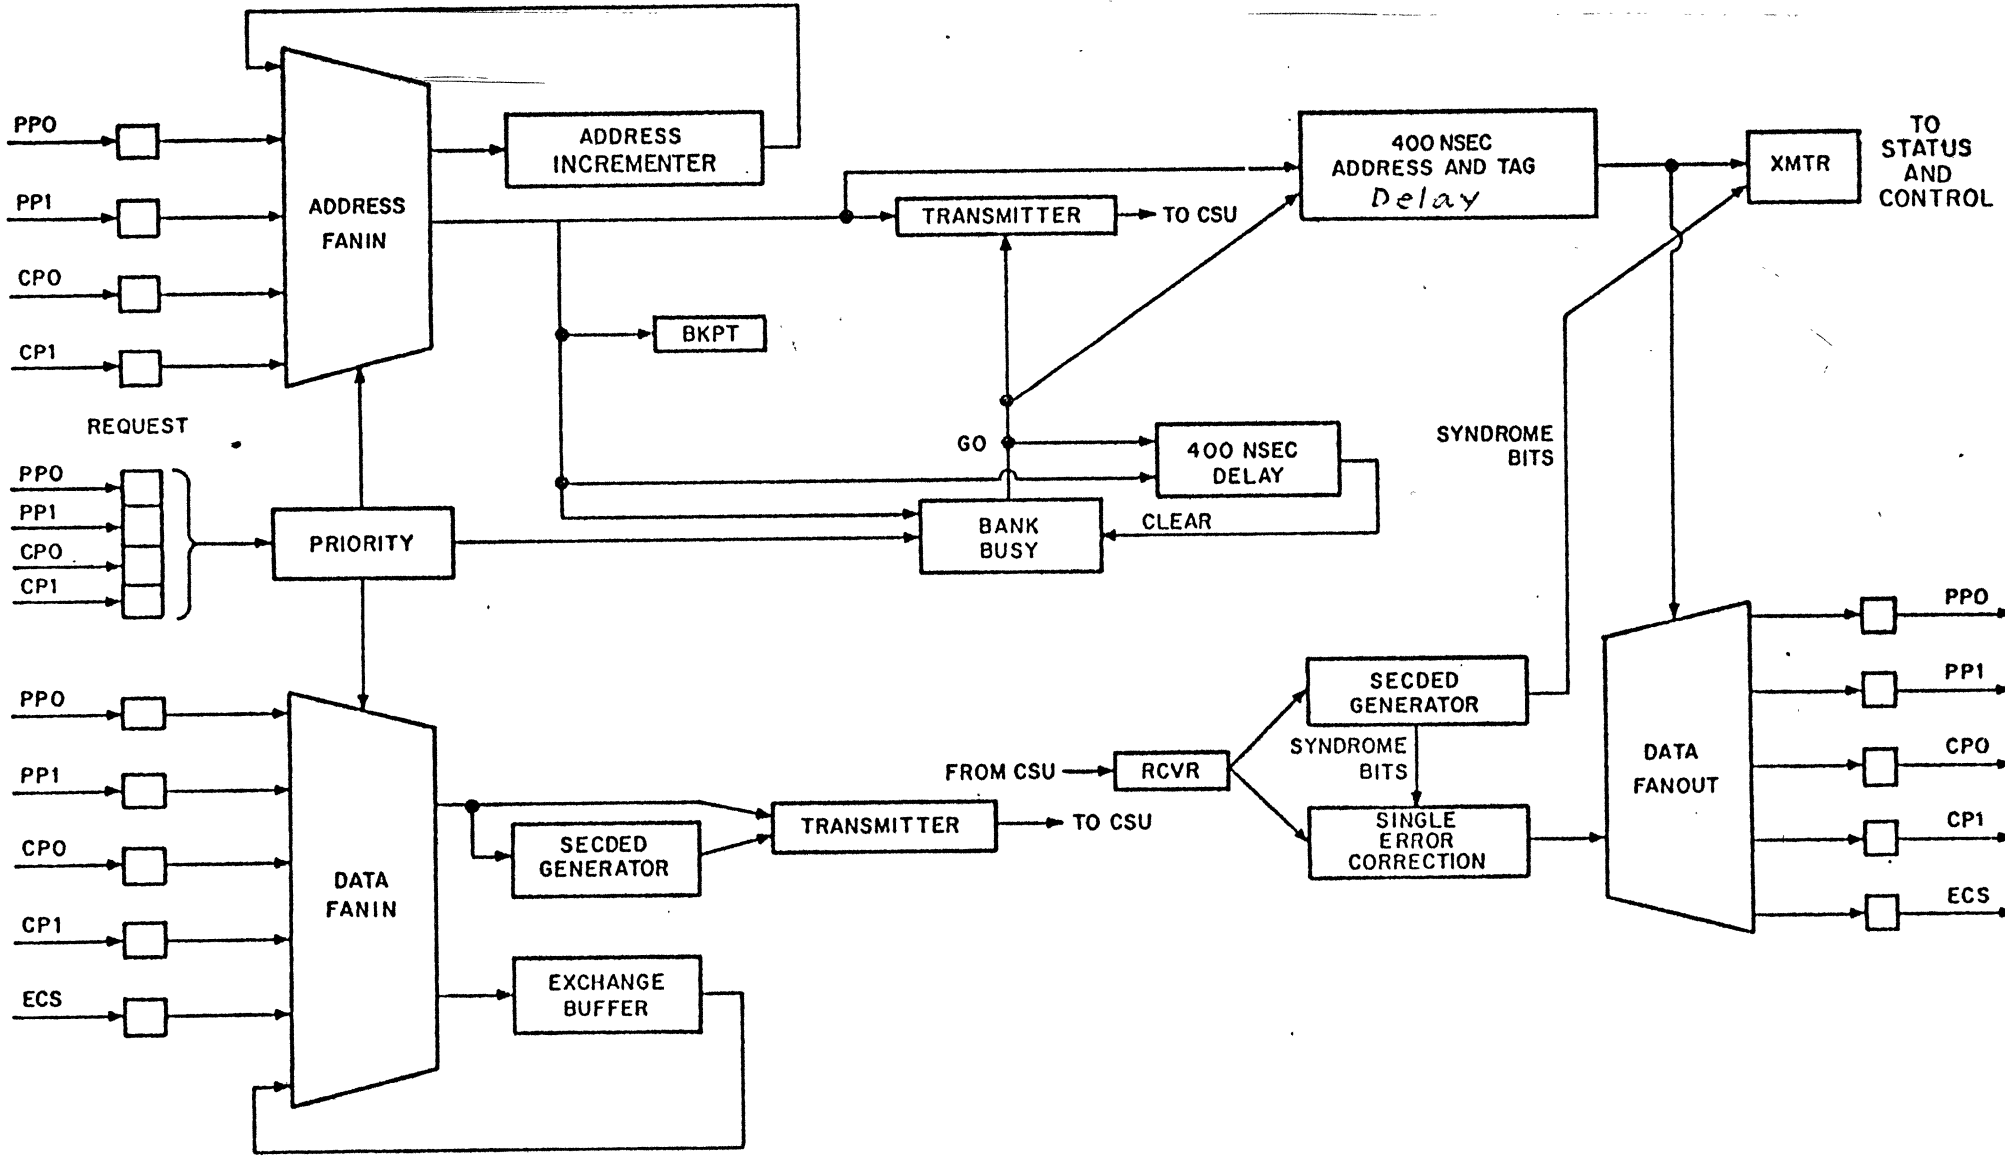 PPO
PP1
CPO
CP1
ADDRESS
FANIN
ADDRESS
INCREMENTER
TRANSMITTER
TO CSU
400 NSEC
ADDRESS AND TAG
Delay
XMTR
TO
STATUS
AND
CONTROL
BKPT
REQUEST
PPO
PP1
CPO
CP1
PRIORITY
GO
400 NSEC
DELAY
BANK
BUSY
CLEAR
SYNDROME
BITS
PPO
PP1
CPO
CP1
ECS
DATA
FANIN
SECDED
GENERATOR
TRANSMITTER
TO CSU
EXCHANGE
BUFFER
FROM CSU
RCVR
SECDED
GENERATOR
SYNDROME
BITS
SINGLE
ERROR
CORRECTION
DATA
FANOUT
PPO
PP1
CPO
CP1
ECS